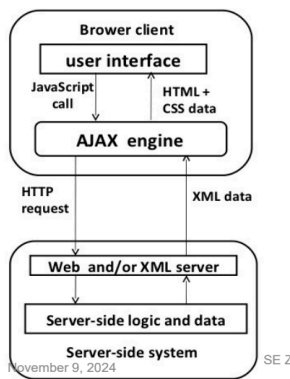 Brower client
user interface
JavaScript
call
HTML +
CSS data
AJAX engine
HTTP
request
XML data
Web and/or XML server
Server-side logic and data
Server-side system
November 9, 2024
SE Z